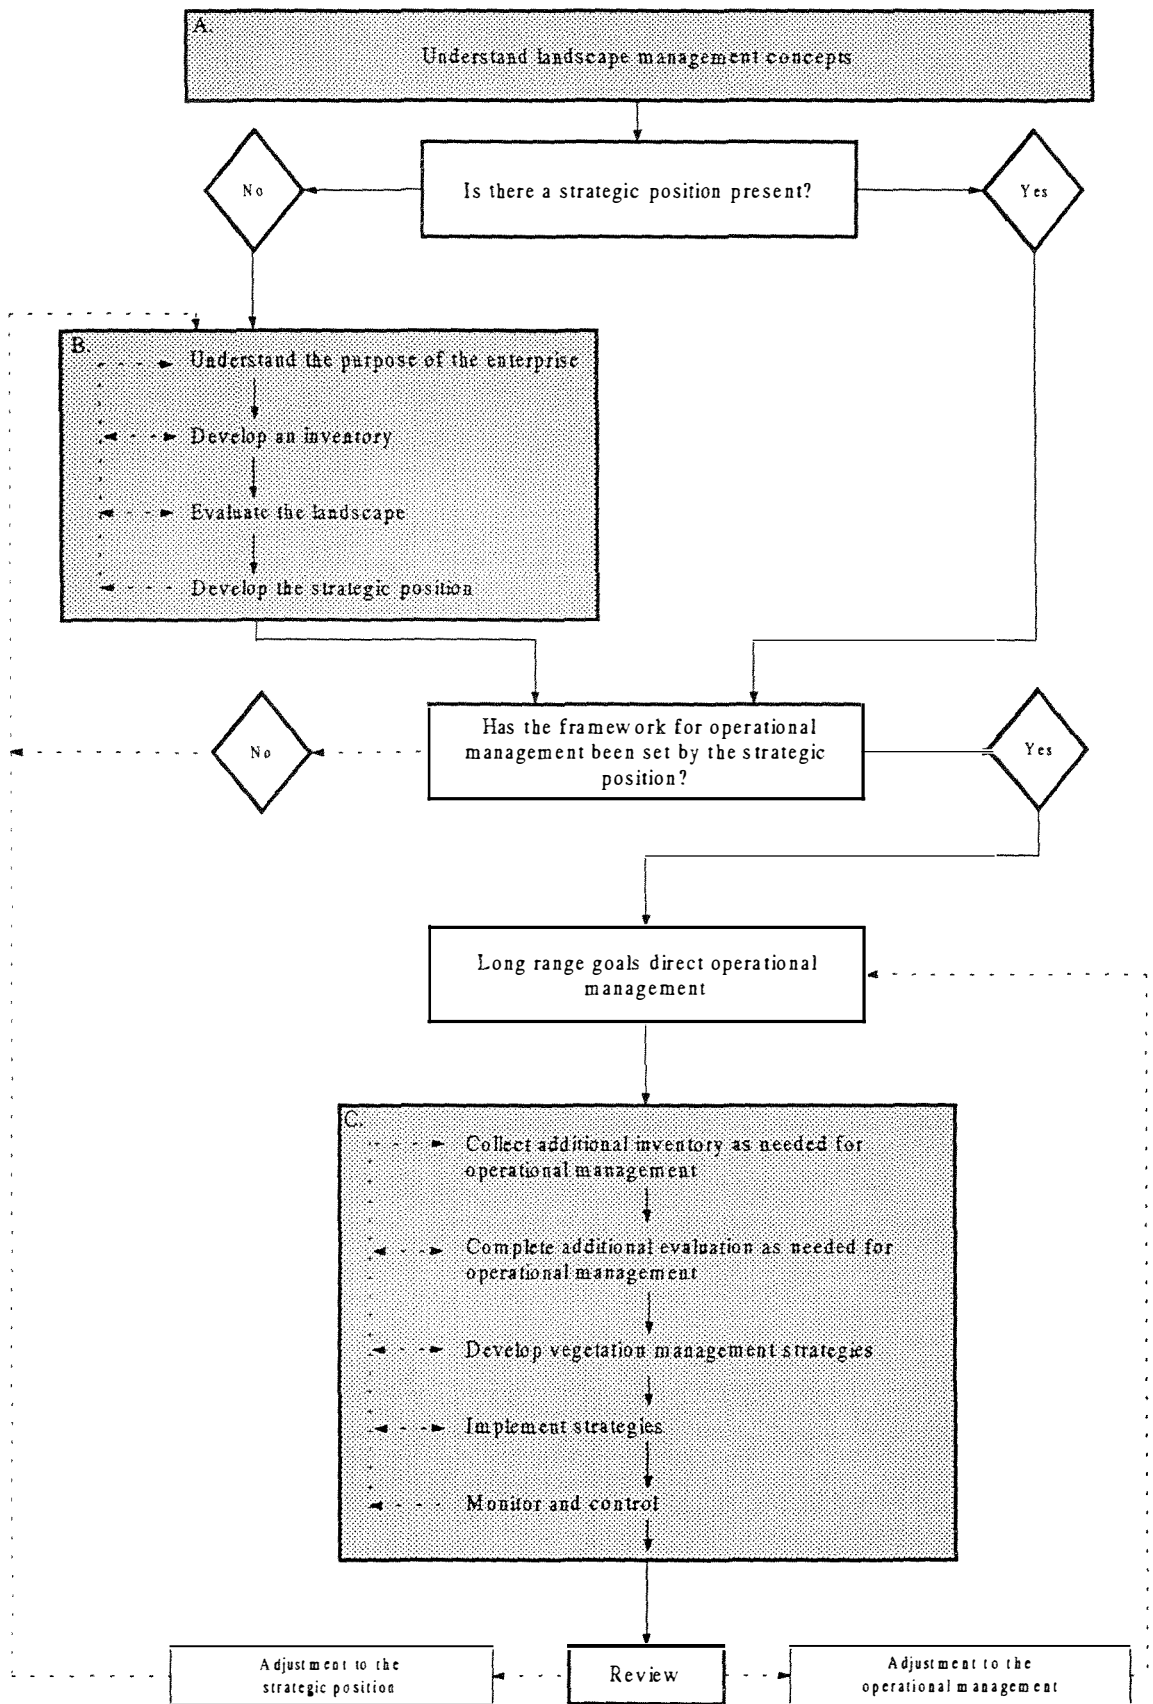 A.
Understand landscape management concepts
No
Is there a strategic position present?
Yes
B.
Understand the purpose of the enterprise
Develop an inventory
Evaluate the landscape
Develop the strategic position
No
Has the framework for operational
management been set by the strategic
position?
Yes
Long range goals direct operational
management
C.
Collect additional inventory as needed for
operational management
Complete additional evaluation as needed for
operational management
Develop vegetation management strategies
Implement strategies
Monitor and control
Adjustment to the
strategic position
Review
Adjustment to the
operational management